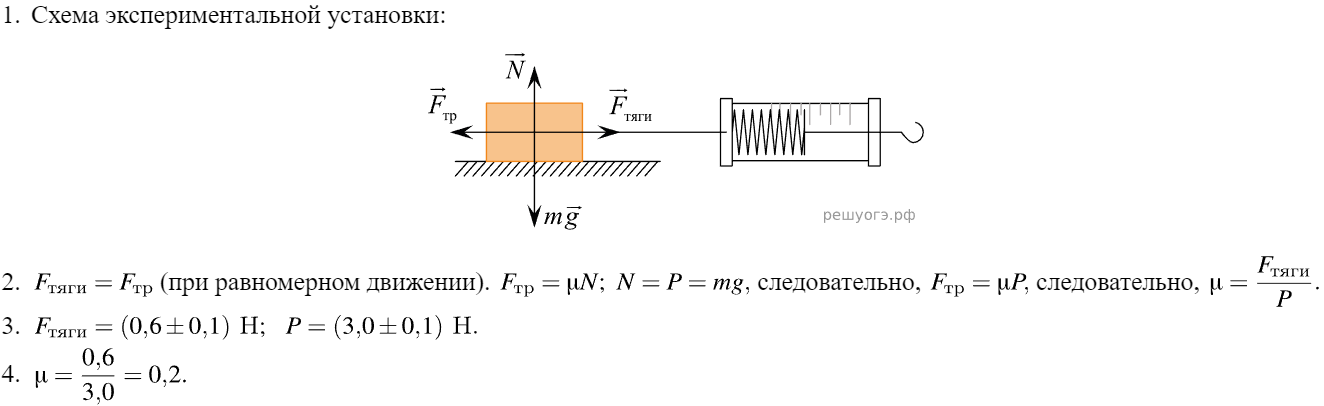 1. Схема экспериментальной установки:
N
Fтр
Fтяги
mg
решуогэ.рф
2. Fтяги = Fтр (при равномерном движении). Fтр = μN; N = P = mg, следовательно, Fтр = μP, следовательно, μ = Fтяги/P.
3. Fтяги = (0,6 ± 0,1) Н; P = (3,0 ± 0,1) Н.
4. μ = 0,6/3,0 = 0,2.